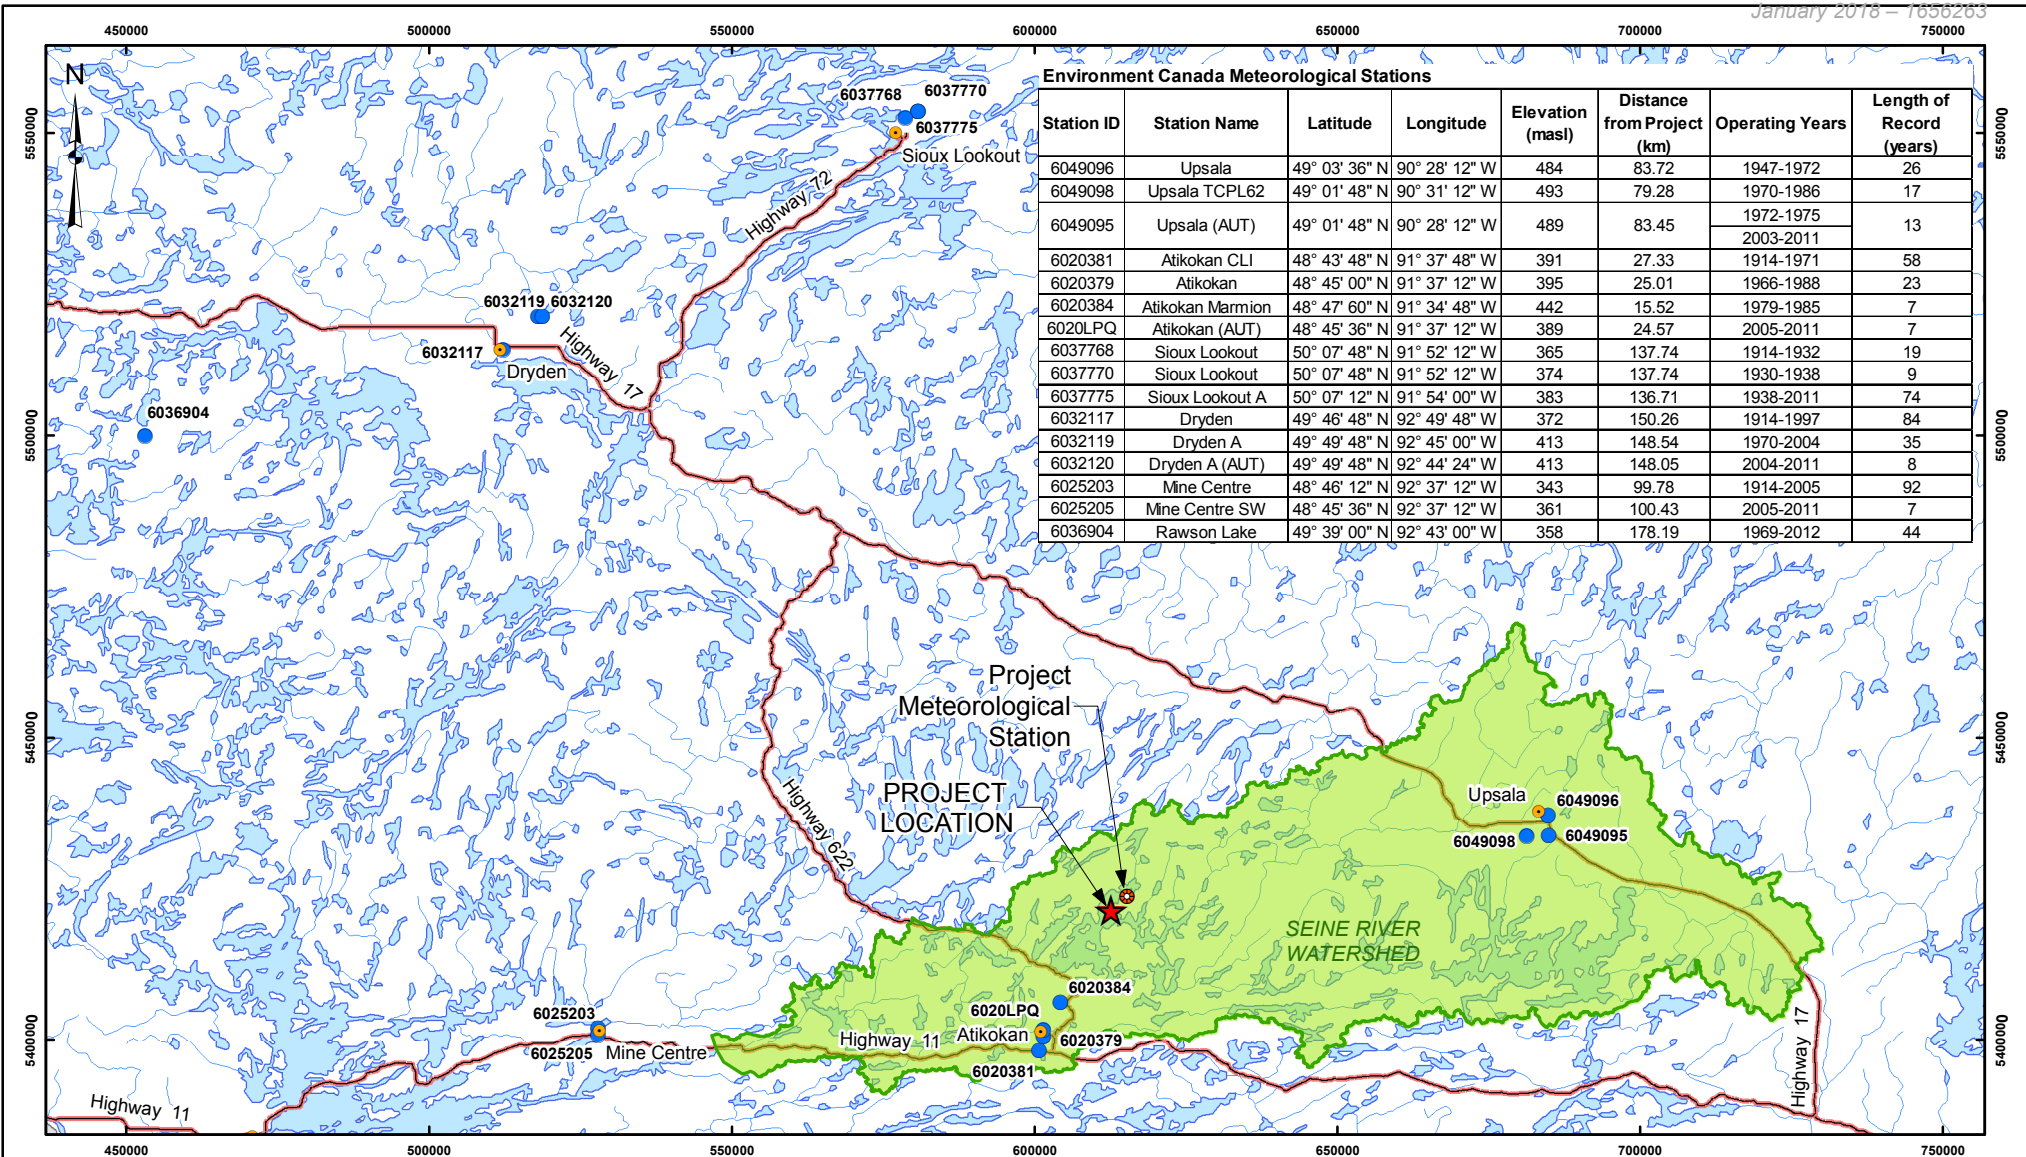 January 2018 – 1656263
450000 500000 550000 600000 650000 700000 750000
N
5550000
5500000
5450000
5400000
5550000
5500000
5450000
5400000
Environment Canada Meteorological Stations
Station ID Station Name Latitude Longitude Elevation (masl) Distance from Project (km) Operating Years Length of Record (years)
6049096 Upsala 49° 03' 36" N 90° 28' 12" W 484 83.72 1947-1972 26
6049098 Upsala TCPL62 49° 01' 48" N 90° 31' 12" W 493 79.28 1970-1986 17
6049095 Upsala (AUT) 49° 01' 48" N 90° 28' 12" W 489 83.45 1972-1975 2003-2011 13
6020381 Atikokan CLI 48° 43' 48" N 91° 37' 48" W 391 27.33 1914-1971 58
6020379 Atikokan 48° 45' 00" N 91° 37' 12" W 395 25.01 1966-1988 23
6020384 Atikokan Marmion 48° 47' 60" N 91° 34' 48" W 442 15.52 1979-1985 7
6020LPQ Atikokan (AUT) 48° 45' 36" N 91° 37' 12" W 389 24.57 2005-2011 7
6037768 Sioux Lookout 50° 07' 48" N 91° 52' 12" W 365 137.74 1914-1932 19
6037770 Sioux Lookout 50° 07' 48" N 91° 52' 12" W 374 137.74 1930-1938 9
6037775 Sioux Lookout A 50° 07' 12" N 91° 54' 00" W 383 136.71 1938-2011 74
6032117 Dryden 49° 46' 48" N 92° 49' 48" W 372 150.26 1914-1997 84
6032119 Dryden A 49° 49' 48" N 92° 45' 00" W 413 148.54 1970-2004 35
6032120 Dryden A (AUT) 49° 49' 48" N 92° 44' 24" W 413 148.05 2004-2011 8
6025203 Mine Centre 48° 46' 12" N 92° 37' 12" W 343 99.78 1914-2005 92
6025205 Mine Centre SW 48° 45' 36" N 92° 37' 12" W 361 100.43 2005-2011 7
6036904 Rawson Lake 49° 39' 00" N 92° 43' 00" W 358 178.19 1969-2012 44
6037768 6037770
6037775
Sioux Lookout
Highway 72
6032119 6032120
6032117
Dryden
Highway 17
6036904
Project
Meteorological
Station
PROJECT
LOCATION
Highway 622
Upsala
6049096
6049098
6049095
SEINE RIVER
WATERSHED
6020384
6020LPQ
Highway 11
Atikokan
6020379
6020381
6025203
6025205
Mine Centre
Highway 11
Highway 17
450000 500000 550000 600000 650000 700000 750000